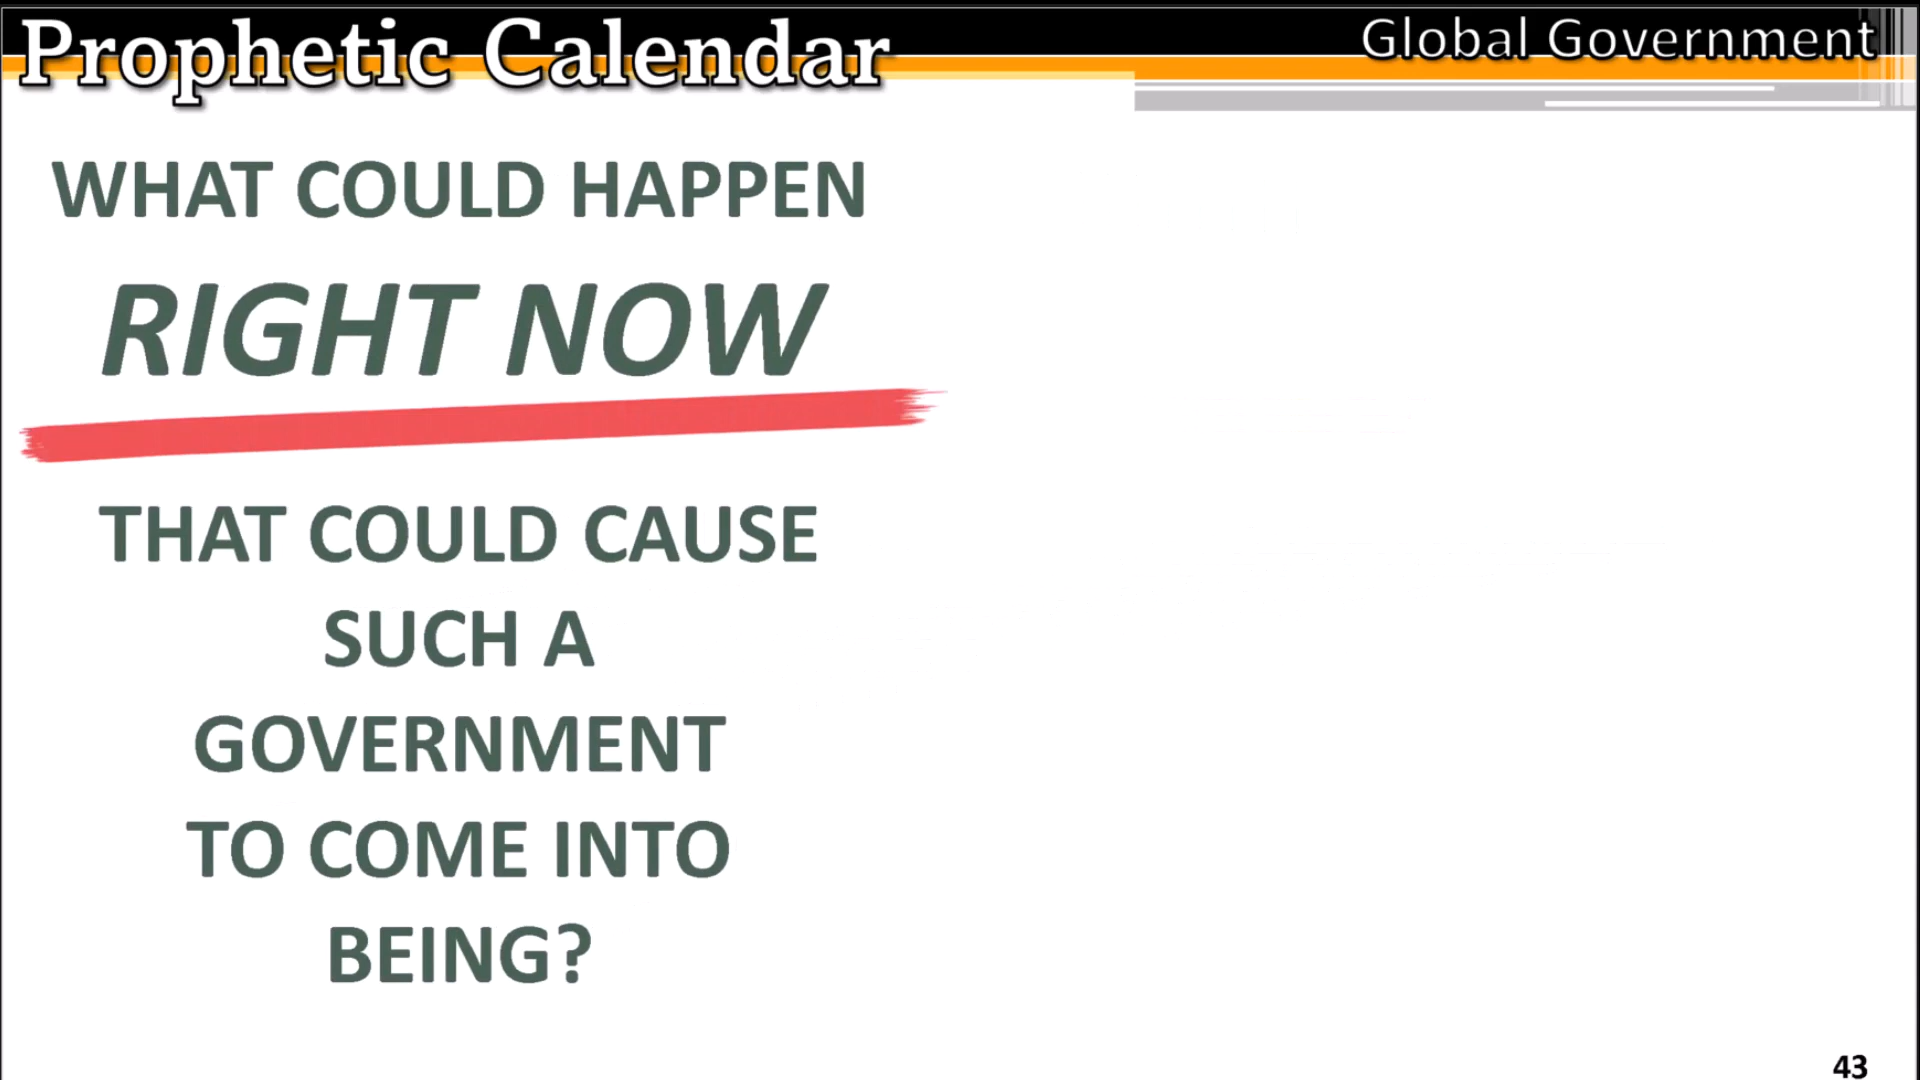 Prophetic Calendar
Global Government
WHAT COULD HAPPEN
RIGHT NOW
THAT COULD CAUSE
SUCH A
GOVERNMENT
TO COME INTO
BEING?
43